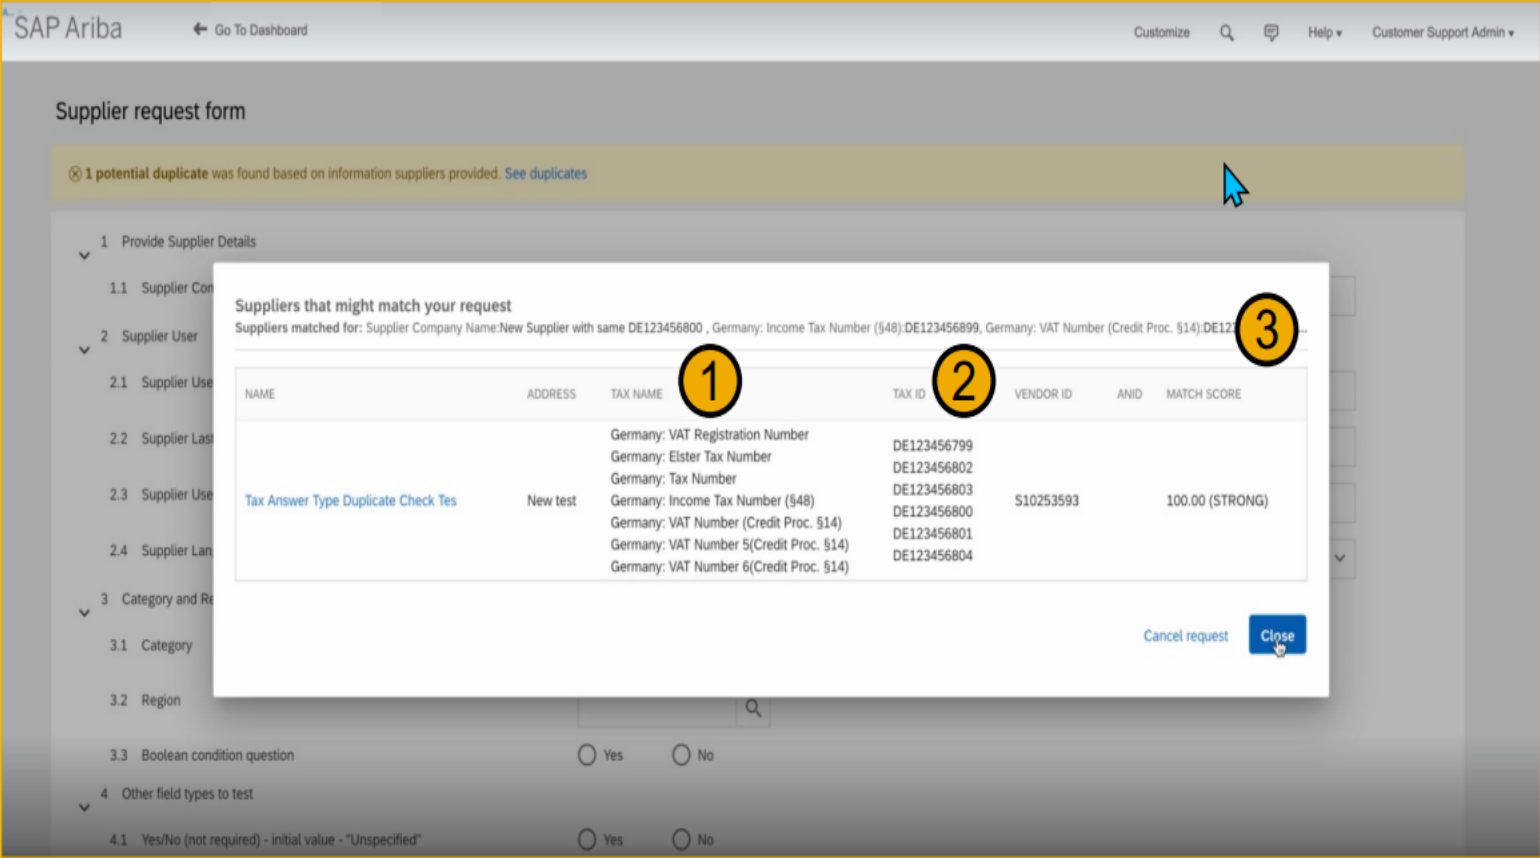 SAP Ariba
Go To Dashboard
Customize
Help
Customer Support Admin
Supplier request form
1 potential duplicate was found based on information suppliers provided. See duplicates
1 Provide Supplier Details
1.1 Supplier Con
2 Supplier User
2.1 Supplier Use
2.2 Supplier Last
2.3 Supplier Use
2.4 Supplier Lan
3 Category and Re
3.1 Category
3.2 Region
3.3 Boolean condition question
Yes No
4 Other field types to test
4.1 Yes/No (not required) - initial value - "Unspecified"
Yes No
Suppliers that might match your request
Suppliers matched for: Supplier Company Name:New Supplier with same DE123456800 , Germany: Income Tax Number (§48):DE123456899, Germany: VAT Number (Credit Proc. §14):DE12 ...
1 2 3
NAME ADDRESS TAX NAME TAX ID VENDOR ID ANID MATCH SCORE
Tax Answer Type Duplicate Check Tes
New test
Germany: VAT Registration Number
Germany: Elster Tax Number
Germany: Tax Number
Germany: Income Tax Number (§48)
Germany: VAT Number (Credit Proc. §14)
Germany: VAT Number 5(Credit Proc. §14)
Germany: VAT Number 6(Credit Proc. §14)
DE123456799
DE123456802
DE123456803
DE123456800
DE123456801
DE123456804
S10253593
100.00 (STRONG)
Cancel request
Close